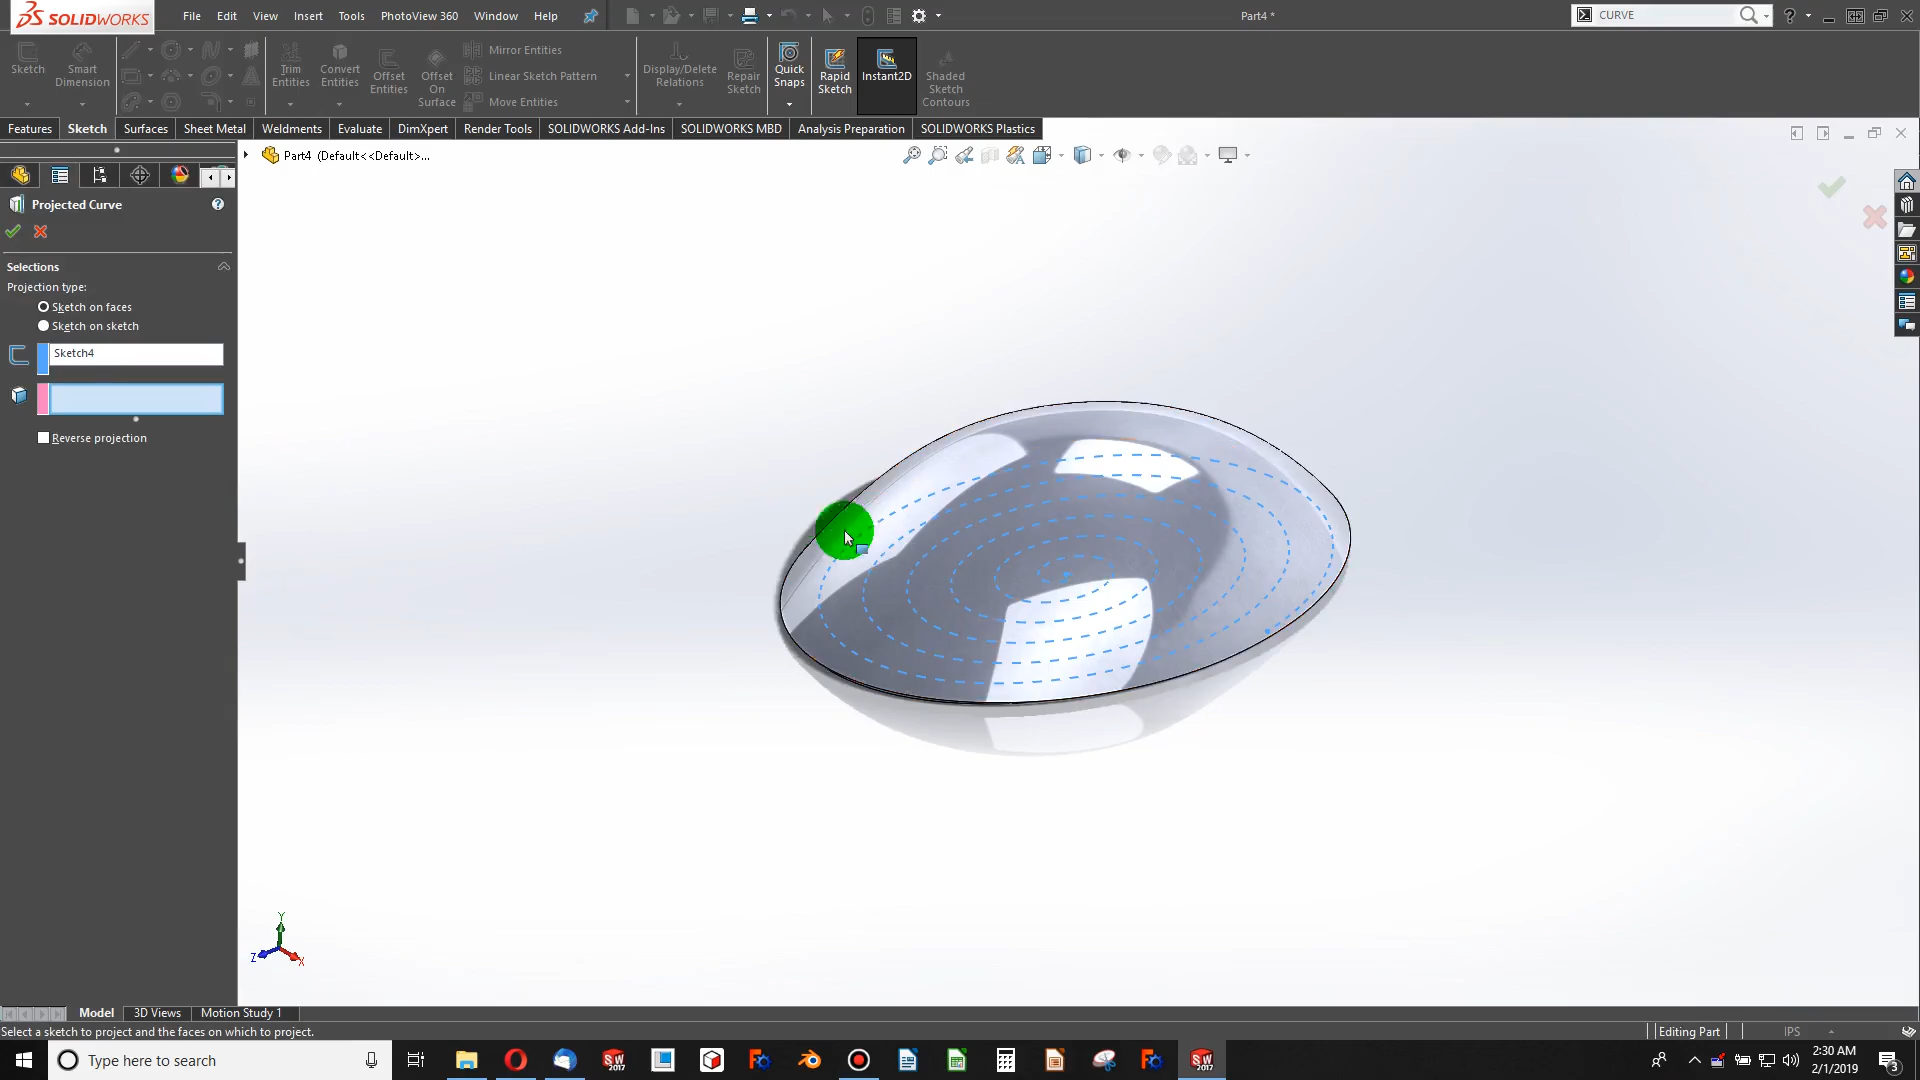 SOLIDWORKS
File Edit View Insert Tools PhotoView 360 Window Help
Part4 *
CURVE
Sketch
Smart Dimension
Trim Entities
Convert Entities
Offset Entities
Offset On Surface
Mirror Entities
Linear Sketch Pattern
Move Entities
Display/Delete Relations
Repair Sketch
Quick Snaps
Rapid Sketch
Instant2D
Shaded Sketch Contours
Features Sketch Surfaces Sheet Metal Weldments Evaluate DimXpert Render Tools SOLIDWORKS Add-Ins SOLIDWORKS MBD Analysis Preparation SOLIDWORKS Plastics
Part4 (Default<<Default>...
Projected Curve
Selections
Projection type:
Sketch on faces
Sketch on sketch
Sketch4
Reverse projection
Y
Z
X
Model 3D Views Motion Study 1
Select a sketch to project and the faces on which to project.
Editing Part
IPS
Type here to search
SW 2017
SW 2017
2:30 AM
2/1/2019
3